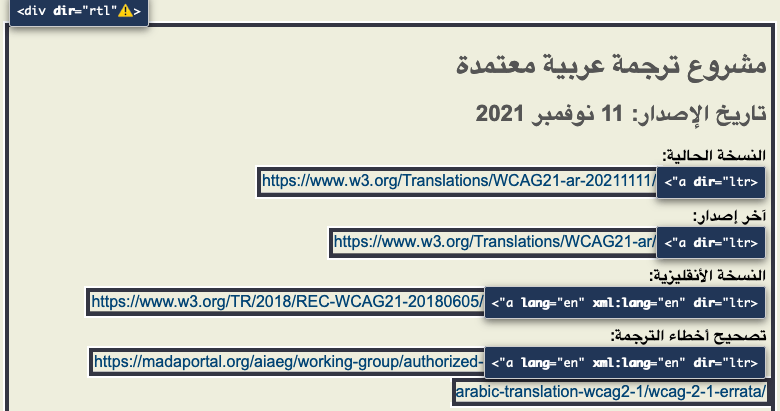 <div dir="rtl"⚠>
مشروع ترجمة عربية معتمدة
تاريخ الإصدار: 11 نوفمبر 2021
النسخة الحالية:
<"a dir="ltr> https://www.w3.org/Translations/WCAG21-ar-20211111/
آخر إصدار:
<"a dir="ltr> https://www.w3.org/Translations/WCAG21-ar/
النسخة الأنقليزية:
<"a lang="en" xml:lang="en" dir="ltr> https://www.w3.org/TR/2018/REC-WCAG21-20180605/
تصحيح أخطاء الترجمة:
<"a lang="en" xml:lang="en" dir="ltr> https://madaportal.org/aiaeg/working-group/authorized-
arabic-translation-wcag2-1/wcag-2-1-errata/